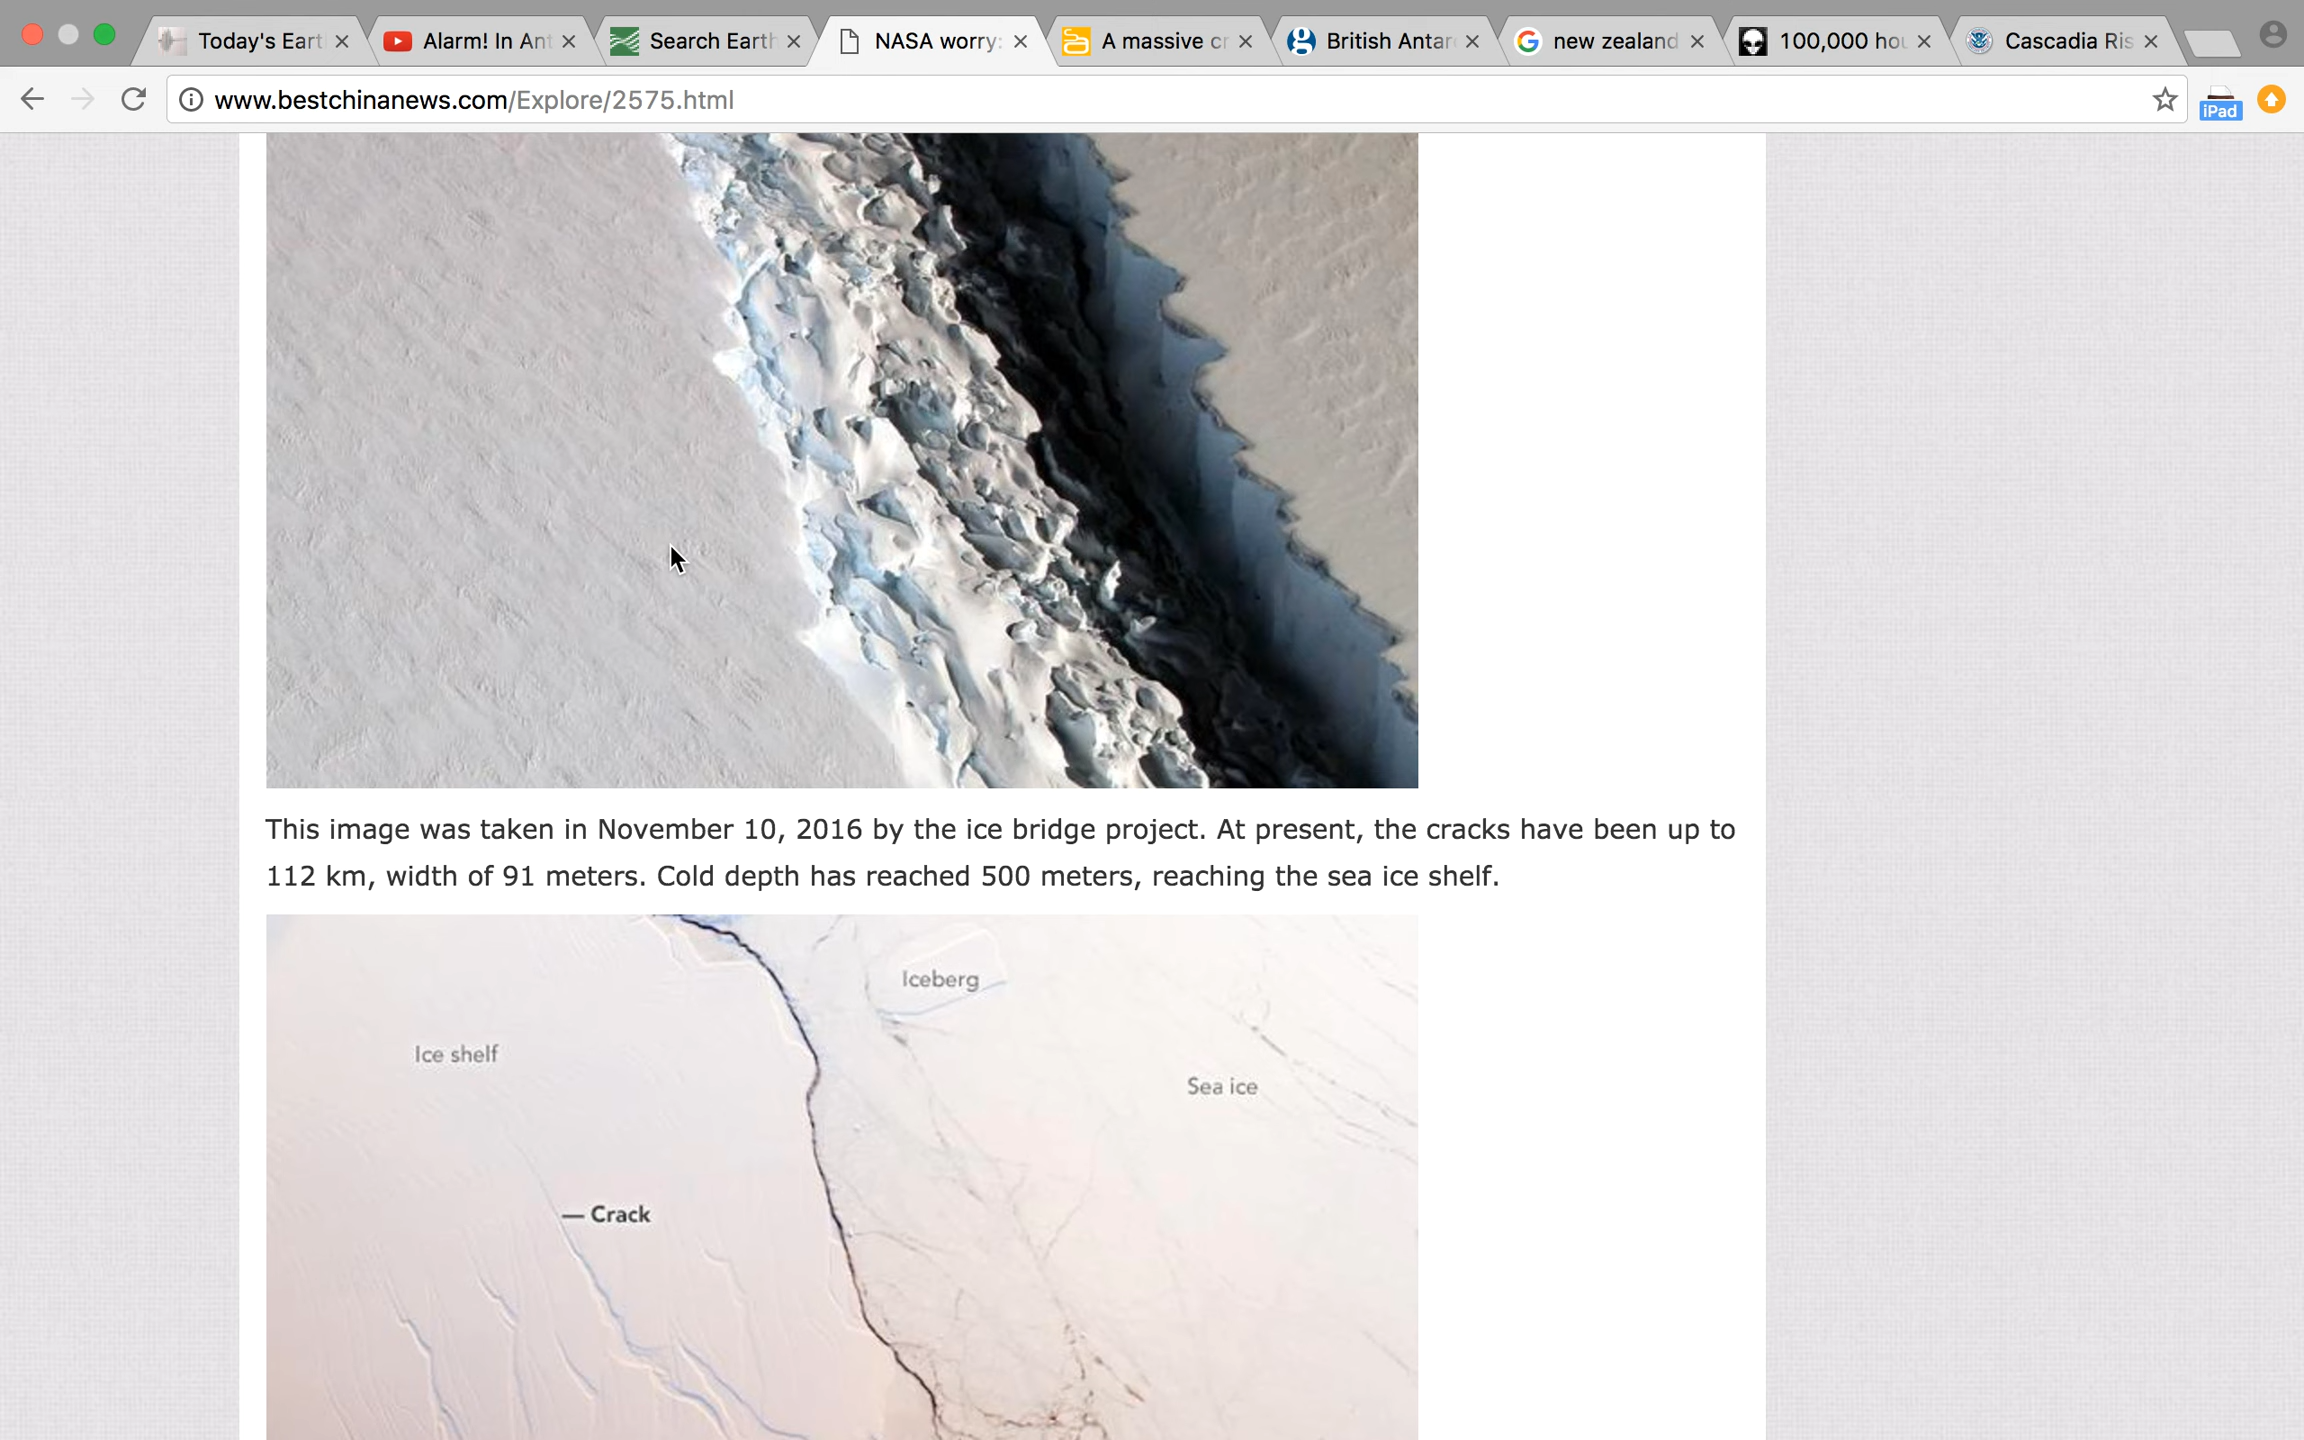 Today's Eart
Alarm! In Ant
Search Earth
NASA worry:
A massive cr
British Antar
new zealand
100,000 hou
Cascadia Ris
www.bestchinanews.com/Explore/2575.html
iPad
This image was taken in November 10, 2016 by the ice bridge project. At present, the cracks have been up to
112 km, width of 91 meters. Cold depth has reached 500 meters, reaching the sea ice shelf.
Iceberg
Ice shelf
Sea ice
— Crack